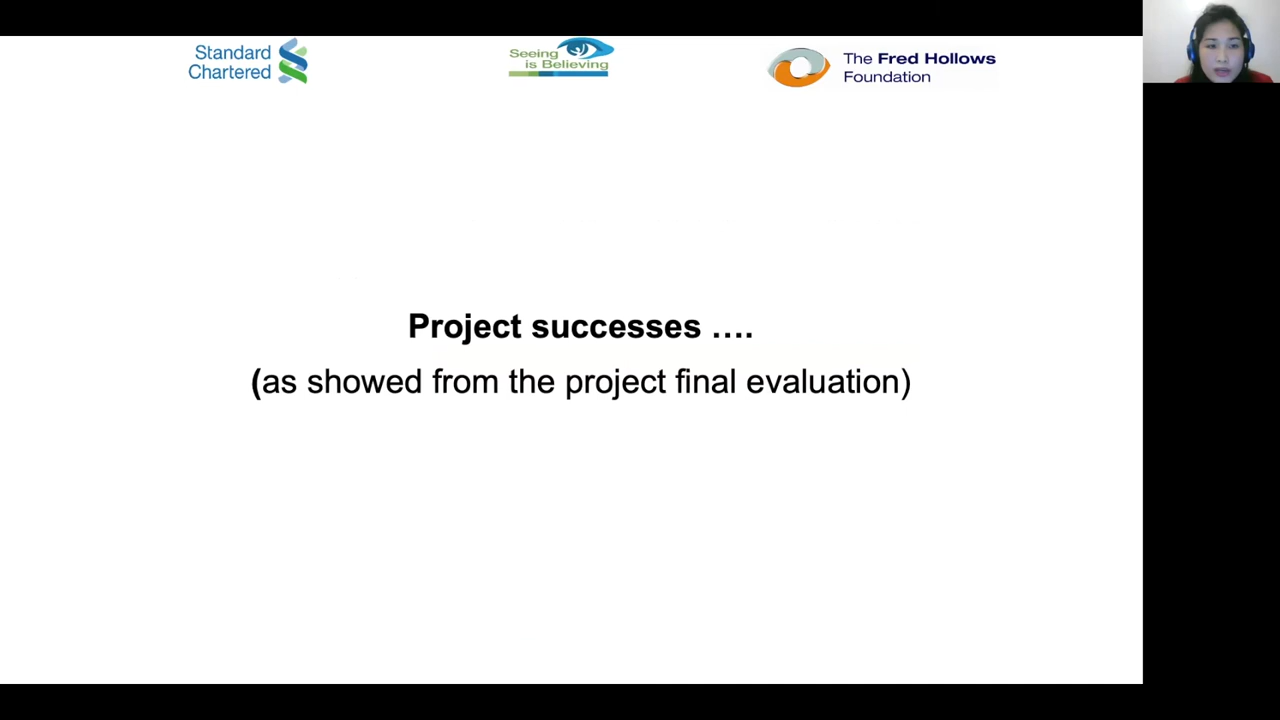 Standard
Chartered
Seeing
is Believing
The Fred Hollows
Foundation
Project successes ....
(as showed from the project final evaluation)